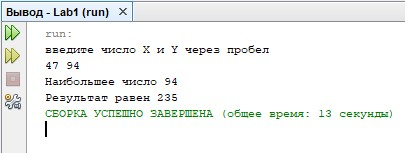 Вывод - Lab1 (run)
run:
введите число X и Y через пробел
47 94
Наибольшее число 94
Результат равен 235
СБОРКА УСПЕШНО ЗАВЕРШЕНА (общее время: 13 секунды)